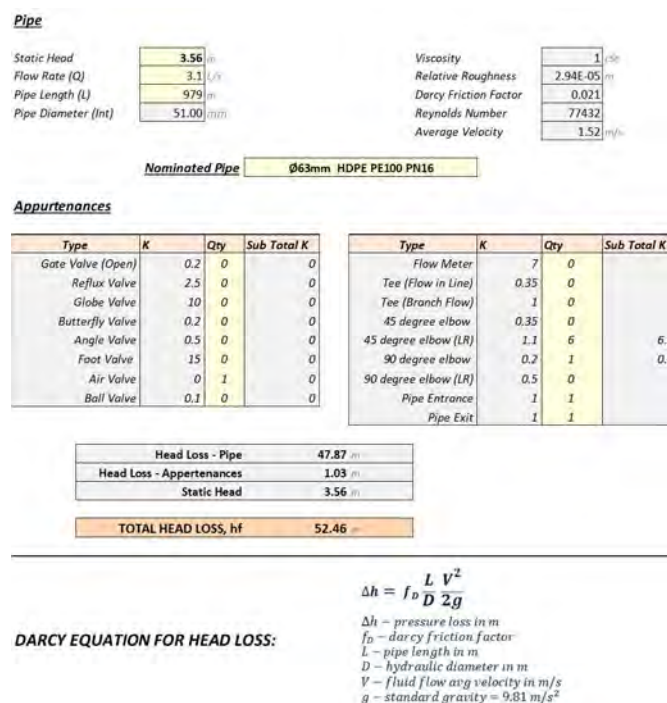 Pipe
Static Head 3.56 m
Flow Rate (Q) 3.1 L/s
Pipe Length (L) 979 m
Pipe Diameter (Int) 51.00 mm
Viscosity 1 cSt
Relative Roughness 2.94E-05 m
Darcy Friction Factor 0.021
Reynolds Number 77432
Average Velocity 1.52 m/s
Nominated Pipe Ø63mm HDPE PE100 PN16
Appurtenances
Type K Qty Sub Total K
Gate Valve (Open) 0.2 0 0
Reflux Valve 2.5 0 0
Globe Valve 10 0 0
Butterfly Valve 0.2 0 0
Angle Valve 0.5 0 0
Foot Valve 15 0 0
Air Valve 0 1 0
Ball Valve 0.1 0 0
Type K Qty Sub Total K
Flow Meter 7 0
Tee (Flow in Line) 0.35 0
Tee (Branch Flow) 1 0
45 degree elbow 0.35 0
45 degree elbow (LR) 1.1 6 6.
90 degree elbow 0.2 1 0.
90 degree elbow (LR) 0.5 0
Pipe Entrance 1 1
Pipe Exit 1 1
Head Loss - Pipe 47.87 m
Head Loss - Appertenances 1.03 m
Static Head 3.56 m
TOTAL HEAD LOSS, hf 52.46 m
DARCY EQUATION FOR HEAD LOSS:
Δh = f_D L/D V²/2g
Δh – pressure loss in m
f_D – darcy friction factor
L – pipe length in m
D – hydraulic diameter in m
V – fluid flow avg velocity in m/s
g – standard gravity = 9.81 m/s²